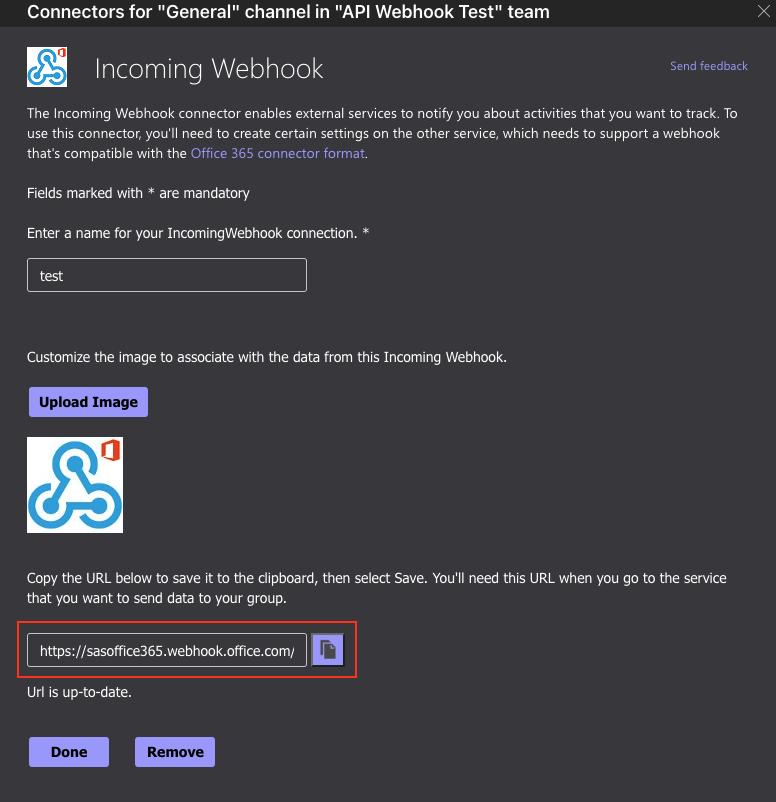 Connectors for "General" channel in "API Webhook Test" team
Incoming Webhook
Send feedback
The Incoming Webhook connector enables external services to notify you about activities that you want to track. To
use this connector, you'll need to create certain settings on the other service, which needs to support a webhook
that's compatible with the Office 365 connector format.
Fields marked with * are mandatory
Enter a name for your IncomingWebhook connection. *
test
Customize the image to associate with the data from this Incoming Webhook.
Upload Image
Copy the URL below to save it to the clipboard, then select Save. You'll need this URL when you go to the service
that you want to send data to your group.
https://sasoffice365.webhook.office.com/
Url is up-to-date.
Done
Remove